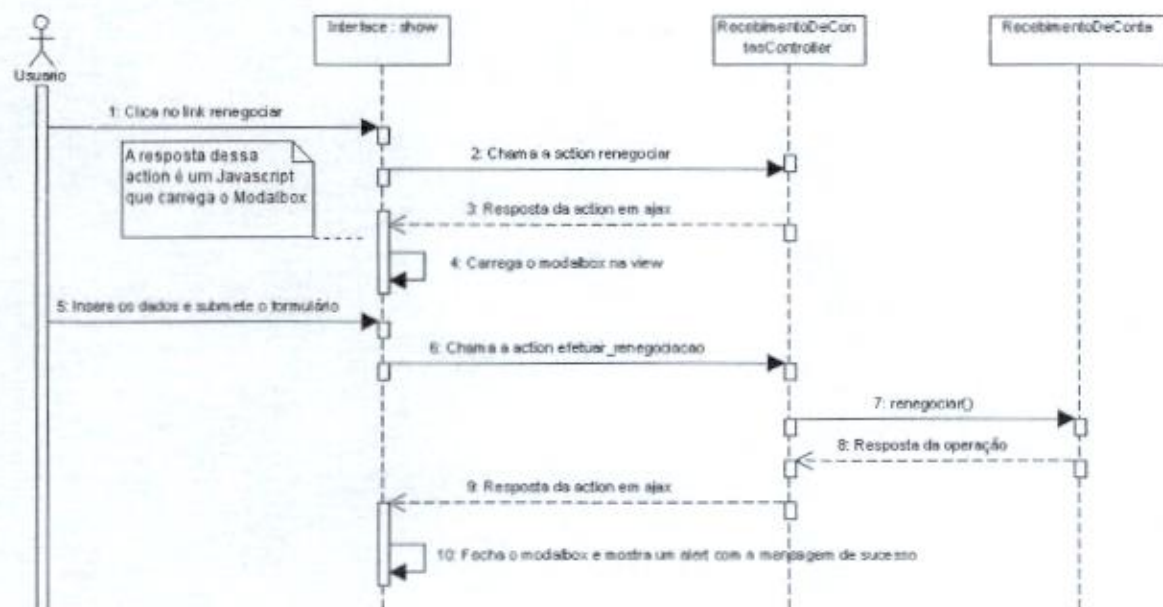 Interface : show
RecebimentoDeCon
tasController
RecebimentoDeConta
Usuario
1: Clica no link renegociar
A resposta dessa
action é um Javascript
que carrega o Modalbox
2: Chama a action renegociar
3: Resposta da action em ajax
4: Carrega o modalbox na view
5: Insere os dados e submete o formulário
6: Chama a action efetuar_renegociacao
7: renegociar()
8: Resposta da operação
9: Resposta da action em ajax
10: Fecha o modalbox e mostra um alert com a mensagem de sucesso